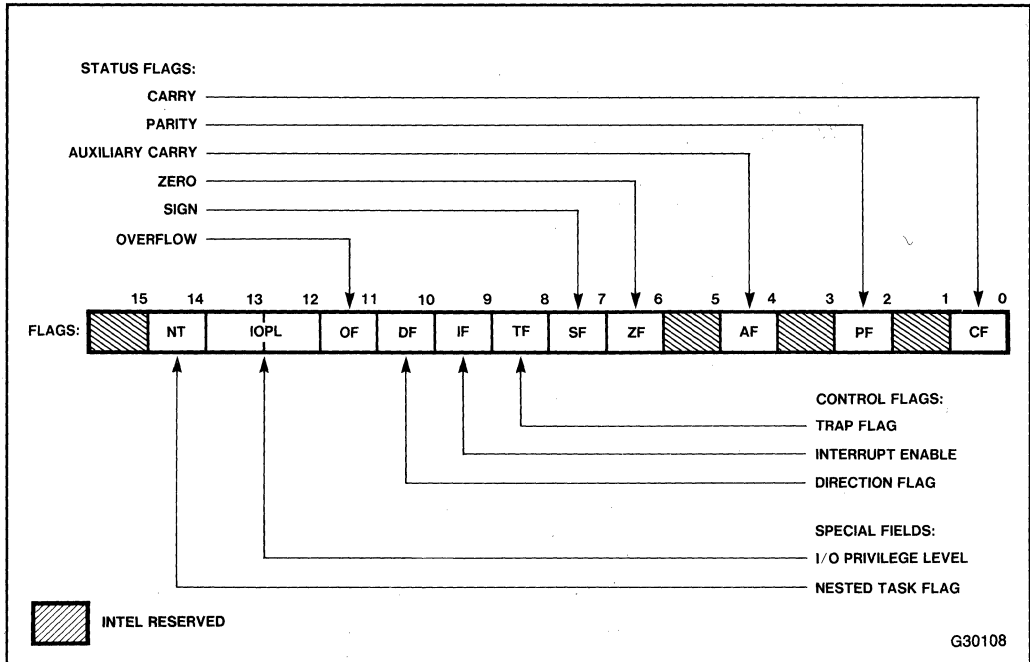 STATUS FLAGS:
CARRY
PARITY
AUXILIARY CARRY
ZERO
SIGN
OVERFLOW
15 14 13 12 11 10 9 8 7 6 5 4 3 2 1 0
FLAGS: NT IOPL OF DF IF TF SF ZF AF PF CF
CONTROL FLAGS:
TRAP FLAG
INTERRUPT ENABLE
DIRECTION FLAG
SPECIAL FIELDS:
I/O PRIVILEGE LEVEL
NESTED TASK FLAG
INTEL RESERVED
G30108